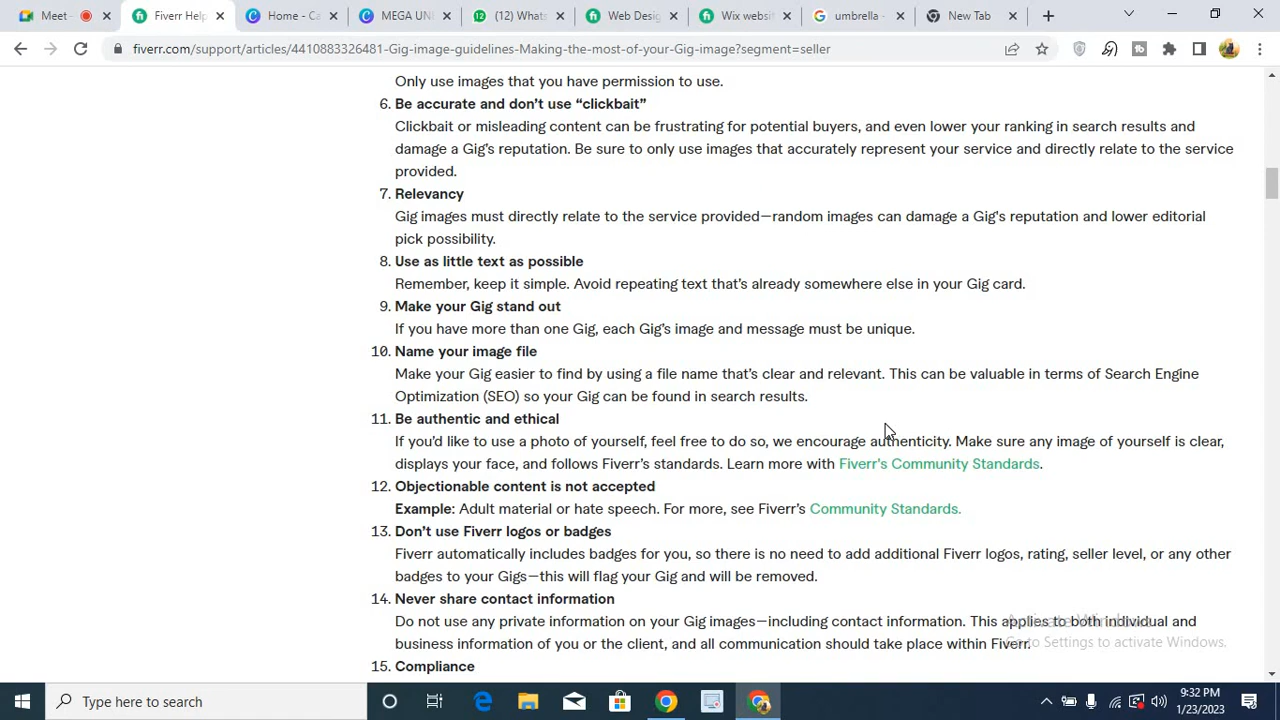 Meet -
Fiverr Help
Home - Ca
MEGA UNI
(12) Whats
Web Desig
Wix websit
umbrella -
New Tab
fiverr.com/support/articles/4410883326481-Gig-image-guidelines-Making-the-most-of-your-Gig-image?segment=seller
Only use images that you have permission to use.
6. Be accurate and don't use “clickbait”
Clickbait or misleading content can be frustrating for potential buyers, and even lower your ranking in search results and
damage a Gig's reputation. Be sure to only use images that accurately represent your service and directly relate to the service
provided.
7. Relevancy
Gig images must directly relate to the service provided—random images can damage a Gig's reputation and lower editorial
pick possibility.
8. Use as little text as possible
Remember, keep it simple. Avoid repeating text that's already somewhere else in your Gig card.
9. Make your Gig stand out
If you have more than one Gig, each Gig's image and message must be unique.
10. Name your image file
Make your Gig easier to find by using a file name that's clear and relevant. This can be valuable in terms of Search Engine
Optimization (SEO) so your Gig can be found in search results.
11. Be authentic and ethical
If you'd like to use a photo of yourself, feel free to do so, we encourage authenticity. Make sure any image of yourself is clear,
displays your face, and follows Fiverr's standards. Learn more with Fiverr's Community Standards.
12. Objectionable content is not accepted
Example: Adult material or hate speech. For more, see Fiverr's Community Standards.
13. Don't use Fiverr logos or badges
Fiverr automatically includes badges for you, so there is no need to add additional Fiverr logos, rating, seller level, or any other
badges to your Gigs—this will flag your Gig and will be removed.
14. Never share contact information
Do not use any private information on your Gig images—including contact information. This applies to both individual and
business information of you or the client, and all communication should take place within Fiverr.
15. Compliance
Activate Windows
Go to Settings to activate Windows.
Type here to search
9:32 PM
1/23/2023